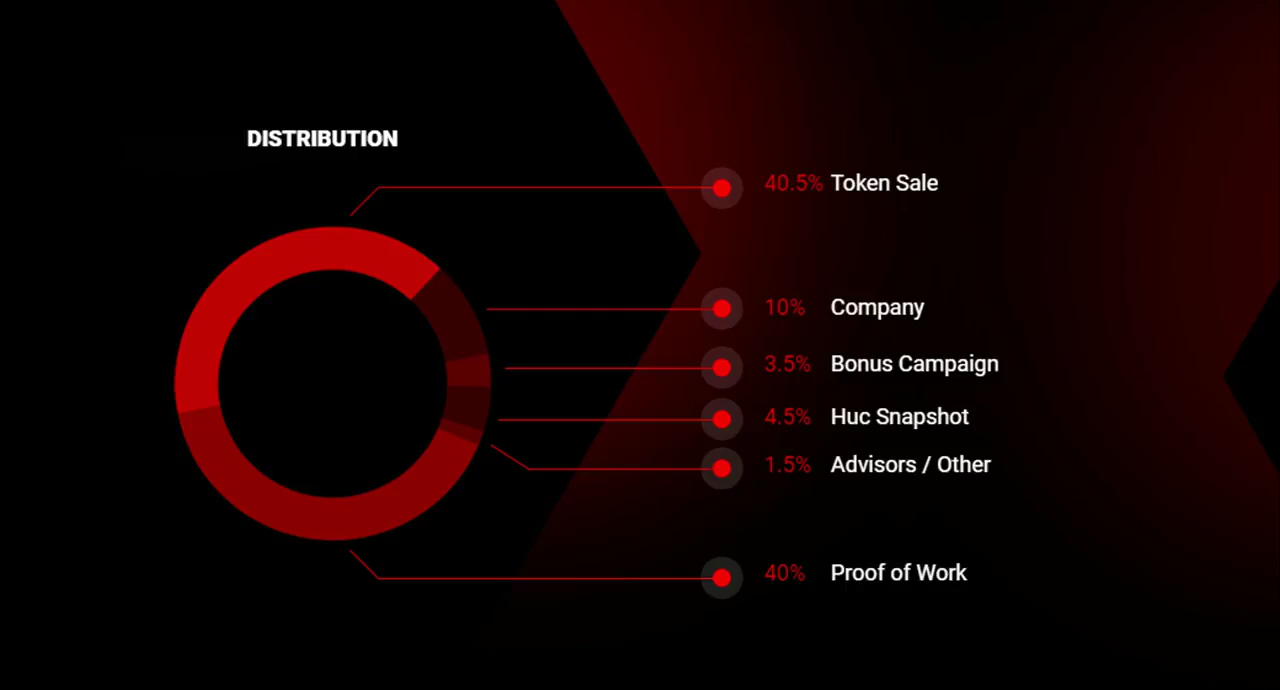 DISTRIBUTION
40.5% Token Sale
10% Company
3.5% Bonus Campaign
4.5% Huc Snapshot
1.5% Advisors / Other
40% Proof of Work